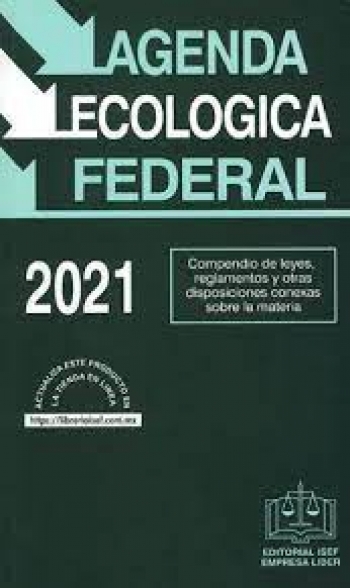 AGENDA
ECOLOGICA
FEDERAL
2021
Compendio de leyes,
reglamentos y otras
disposiciones conexas
sobre la materia
ACTUALIZA ESTE PRODUCTO EN
LA TIENDA EN LINEA
https://libreriaisef.com.mx
EDITORIAL ISEF
EMPRESA LIDER